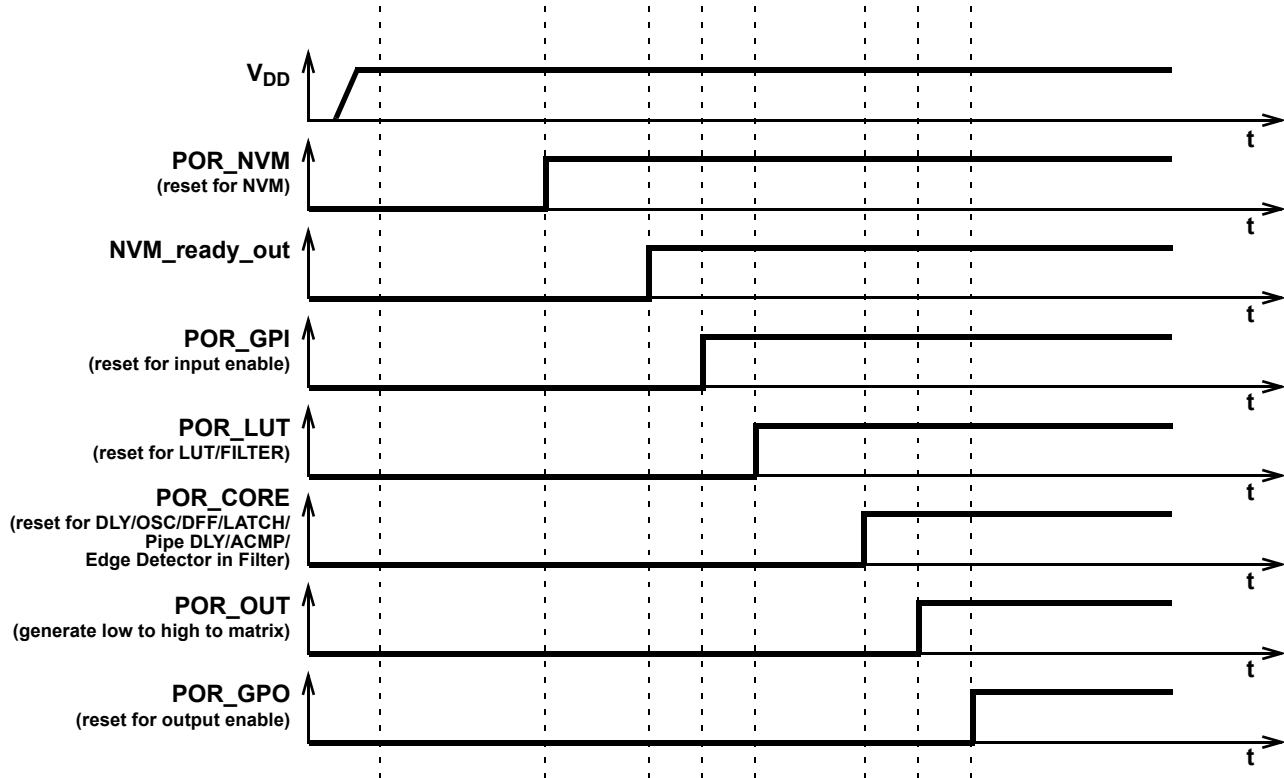 VDD
t
POR_NVM
(reset for NVM)
t
NVM_ready_out
t
POR_GPI
(reset for input enable)
t
POR_LUT
(reset for LUT/FILTER)
t
POR_CORE
(reset for DLY/OSC/DFF/LATCH/
Pipe DLY/ACMP/
Edge Detector in Filter)
t
POR_OUT
(generate low to high to matrix)
t
POR_GPO
(reset for output enable)
t